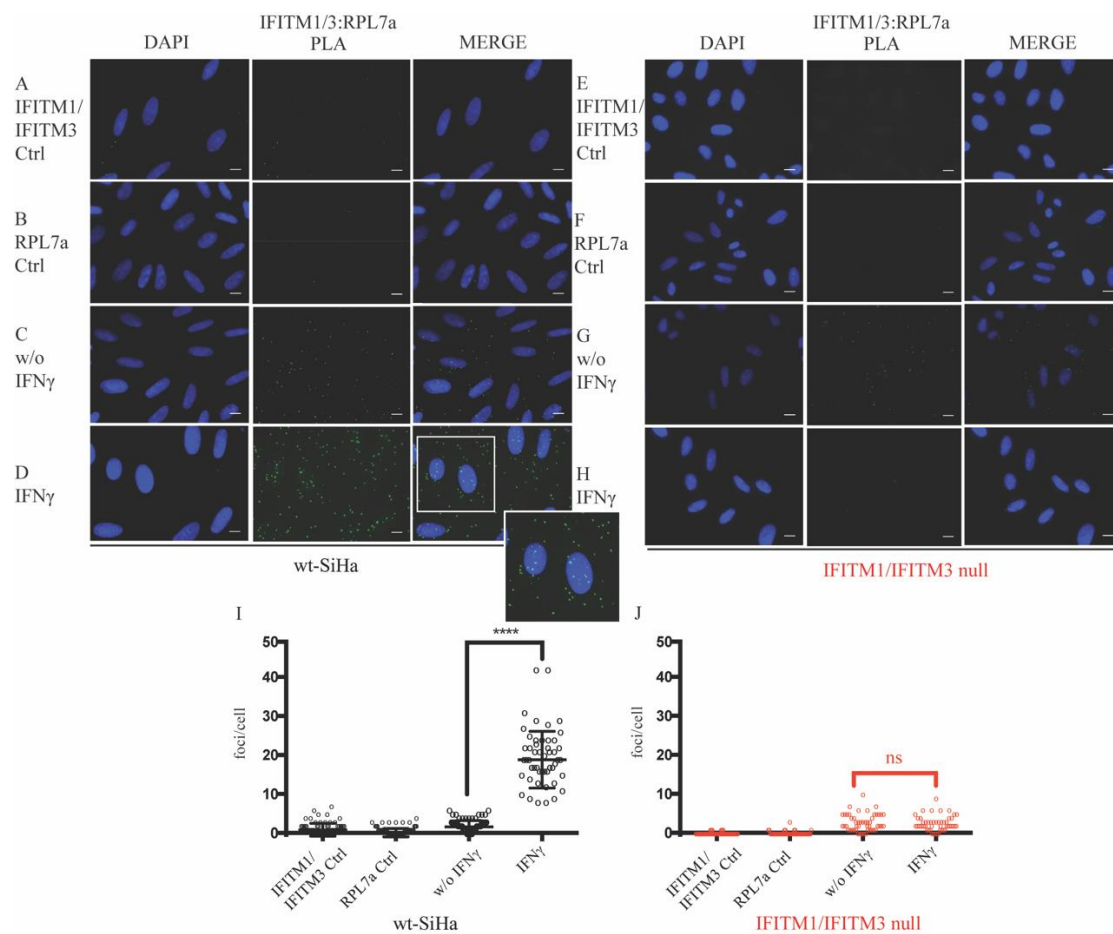 IFITM1/3:RPL7a
DAPI PLA MERGE
A
IFITM1/
IFITM3
Ctrl
B
RPL7a
Ctrl
C
w/o
IFNγ
D
IFNγ
wt-SiHa
IFITM1/3:RPL7a
DAPI PLA MERGE
E
IFITM1/
IFITM3
Ctrl
F
RPL7a
Ctrl
G
w/o
IFNγ
H
IFNγ
IFITM1/IFITM3 null
I
****
50
40
30
20
10
0
foci/cell
IFITM1/
IFITM3 Ctrl
RPL7a Ctrl
w/o IFNγ
IFNγ
wt-SiHa
J
ns
50
40
30
20
10
0
foci/cell
IFITM1/
IFITM3 Ctrl
RPL7a Ctrl
w/o IFNγ
IFNγ
IFITM1/IFITM3 null